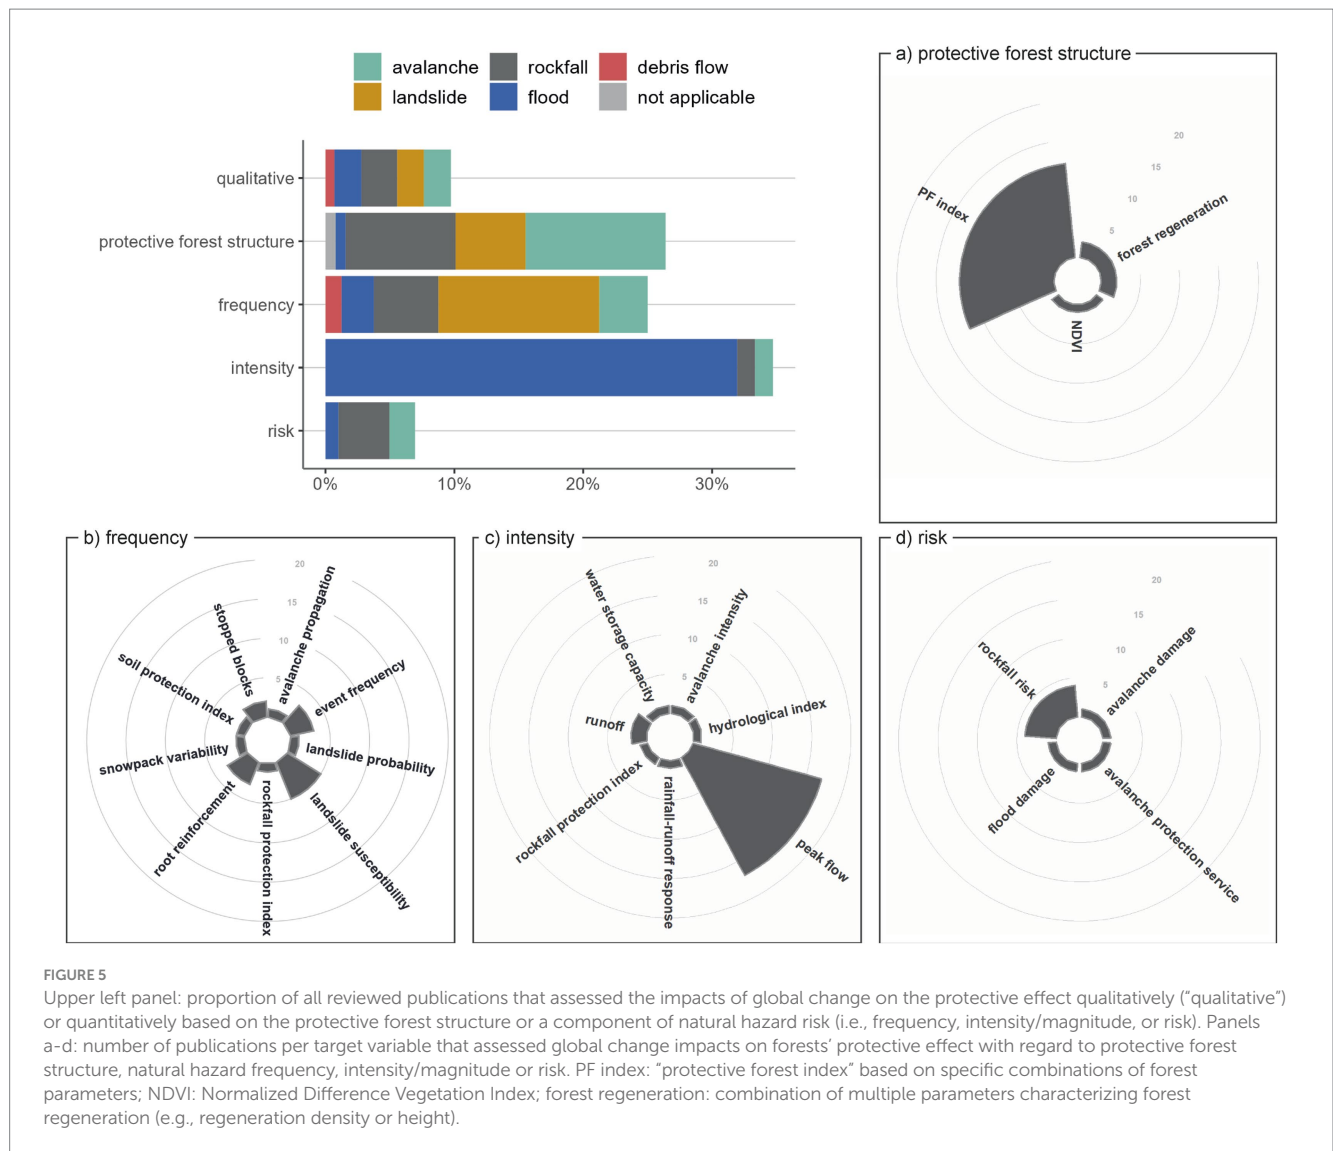 avalanche
rockfall
debris flow
landslide
flood
not applicable
qualitative
protective forest structure
frequency
intensity
risk
0%
10%
20%
30%
a) protective forest structure
20
15
10
5
PF index
forest regeneration
NDVI
b) frequency
20
15
10
5
stopped blocks
avalanche propagation
soil protection index
event frequency
snowpack variability
landslide probability
root reinforcement
rockfall protection index
landslide susceptibility
c) intensity
20
15
10
5
water storage capacity
avalanche intensity
runoff
hydrological index
rockfall protection index
rainfall-runoff response
peak flow
d) risk
20
15
10
5
rockfall risk
avalanche damage
flood damage
avalanche protection service
FIGURE 5
Upper left panel: proportion of all reviewed publications that assessed the impacts of global change on the protective effect qualitatively (“qualitative”)
or quantitatively based on the protective forest structure or a component of natural hazard risk (i.e., frequency, intensity/magnitude, or risk). Panels
a-d: number of publications per target variable that assessed global change impacts on forests’ protective effect with regard to protective forest
structure, natural hazard frequency, intensity/magnitude or risk. PF index: “protective forest index” based on specific combinations of forest
parameters; NDVI: Normalized Difference Vegetation Index; forest regeneration: combination of multiple parameters characterizing forest
regeneration (e.g., regeneration density or height).